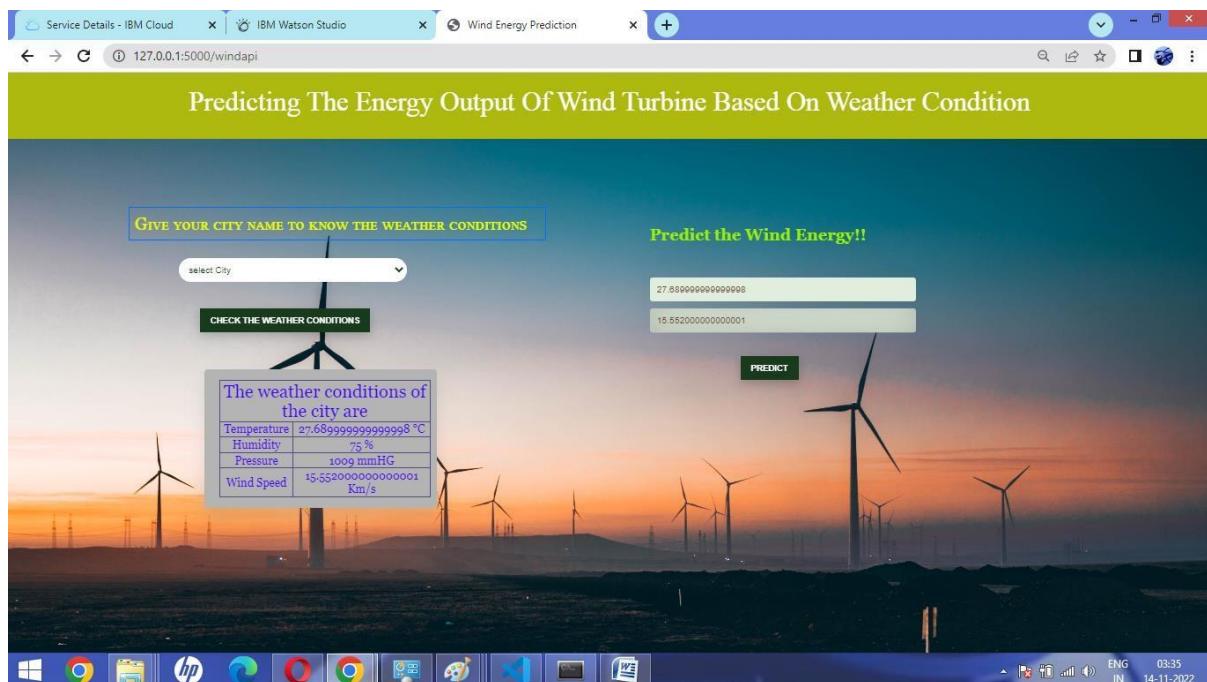 Service Details - IBM Cloud
IBM Watson Studio
Wind Energy Prediction
127.0.0.1:5000/windapi
Predicting The Energy Output Of Wind Turbine Based On Weather Condition
GIVE YOUR CITY NAME TO KNOW THE WEATHER CONDITIONS
select City
CHECK THE WEATHER CONDITIONS
The weather conditions of
the city are
Temperature 27.689999999999998 °C
Humidity 75 %
Pressure 1009 mmHG
Wind Speed 15.552000000000001
Km/s
Predict the Wind Energy!!
27.689999999999998
15.552000000000001
PREDICT
hp
W
ENG
IN
03:35
14-11-2022